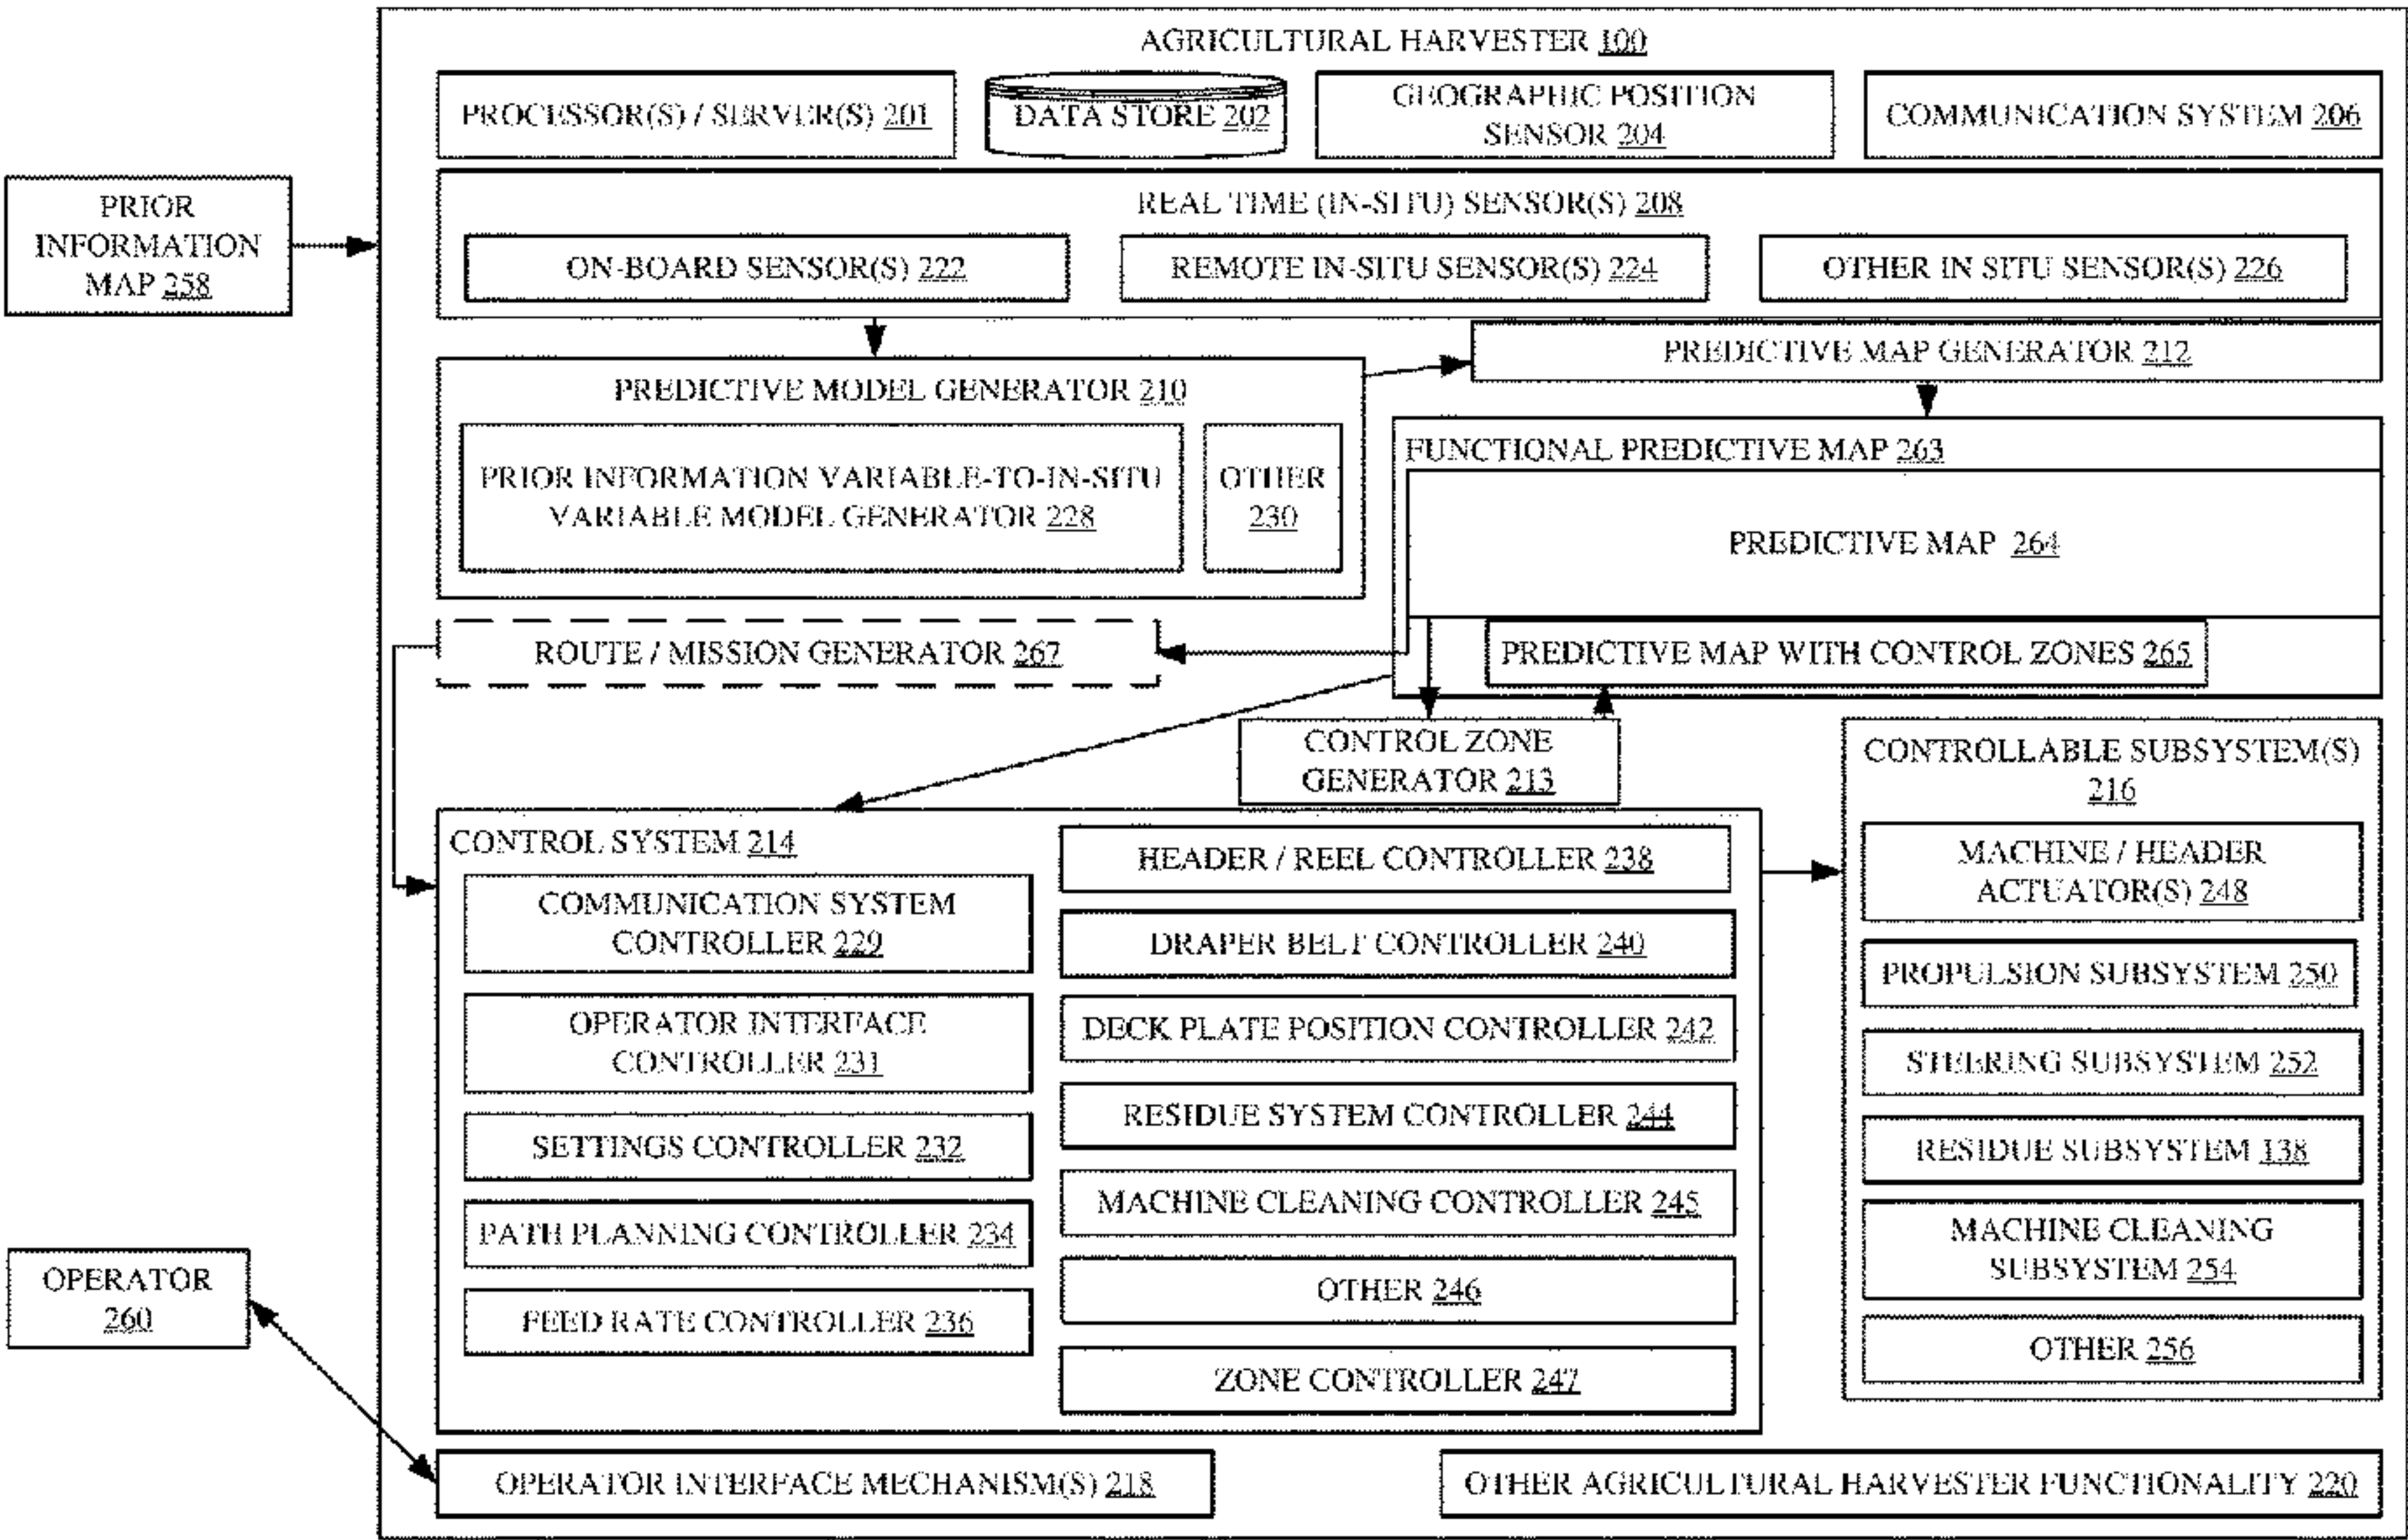 AGRICULTURAL HARVESTER 100
PROCESSOR(S) / SERVER(S) 201
DATA STORE 202
GEOGRAPHIC POSITION
SENSOR 204
COMMUNICATION SYSTEM 206
PRIOR
INFORMATION
MAP 258
REAL TIME (IN-SITU) SENSOR(S) 208
ON-BOARD SENSOR(S) 222
REMOTE IN-SITU SENSOR(S) 224
OTHER IN SITU SENSOR(S) 226
PREDICTIVE MODEL GENERATOR 210
PRIOR INFORMATION VARIABLE-TO-IN-SITU
VARIABLE MODEL GENERATOR 228
OTHER
230
PREDICTIVE MAP GENERATOR 212
FUNCTIONAL PREDICTIVE MAP 263
PREDICTIVE MAP 264
PREDICTIVE MAP WITH CONTROL ZONES 265
ROUTE / MISSION GENERATOR 267
CONTROL ZONE
GENERATOR 213
CONTROL SYSTEM 214
COMMUNICATION SYSTEM
CONTROLLER 229
OPERATOR INTERFACE
CONTROLLER 231
SETTINGS CONTROLLER 232
PATH PLANNING CONTROLLER 234
FEED RATE CONTROLLER 236
HEADER / REEL CONTROLLER 238
DRAPER BELT CONTROLLER 240
DECK PLATE POSITION CONTROLLER 242
RESIDUE SYSTEM CONTROLLER 244
MACHINE CLEANING CONTROLLER 245
OTHER 246
ZONE CONTROLLER 247
CONTROLLABLE SUBSYSTEM(S)
216
MACHINE / HEADER
ACTUATOR(S) 248
PROPULSION SUBSYSTEM 250
STEERING SUBSYSTEM 252
RESIDUE SUBSYSTEM 138
MACHINE CLEANING
SUBSYSTEM 254
OTHER 256
OPERATOR
260
OPERATOR INTERFACE MECHANISM(S) 218
OTHER AGRICULTURAL HARVESTER FUNCTIONALITY 220